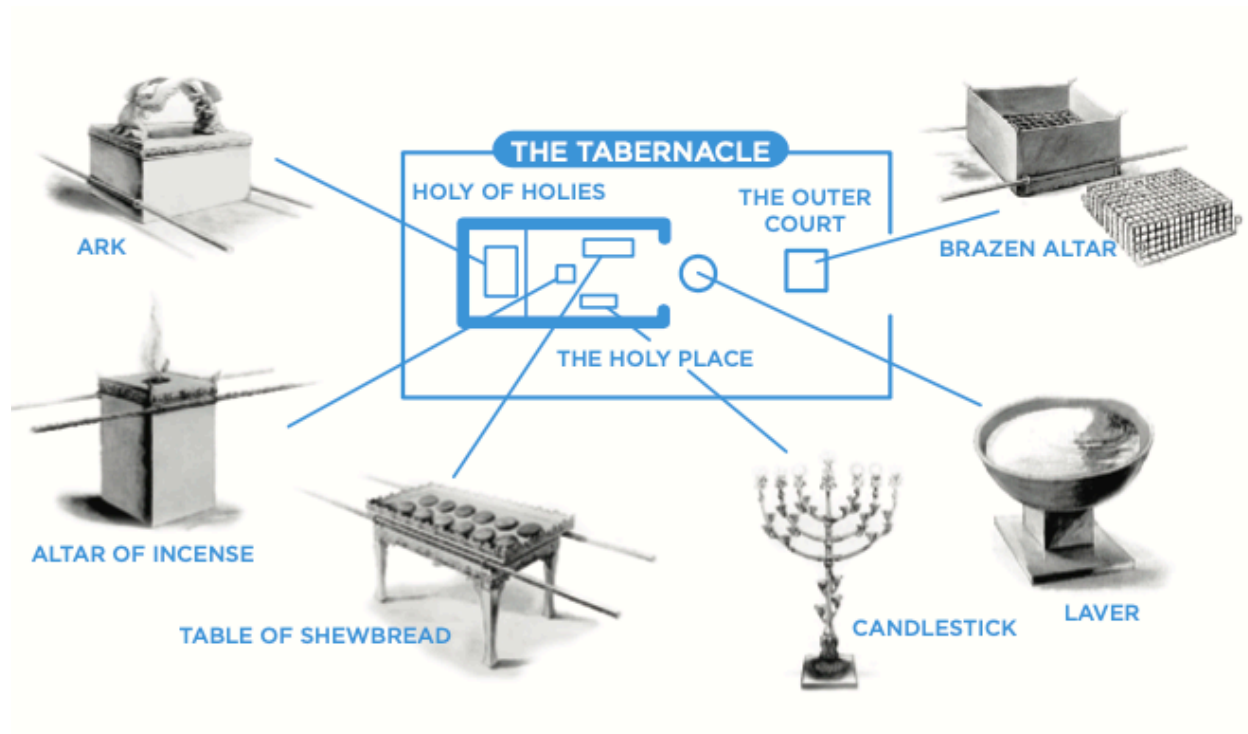 THE TABERNACLE
HOLY OF HOLIES
THE OUTER
COURT
ARK
BRAZEN ALTAR
THE HOLY PLACE
ALTAR OF INCENSE
TABLE OF SHEWBREAD
CANDLESTICK
LAVER